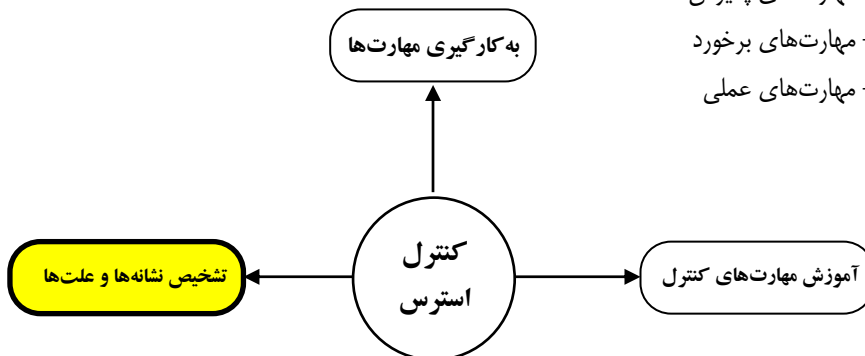 - مهارت‌های برخورد
- مهارت‌های عملی
به کارگیری مهارت‌ها
کنترل
استرس
آموزش مهارت‌های کنترل
تشخیص نشانه‌ها و علت‌ها